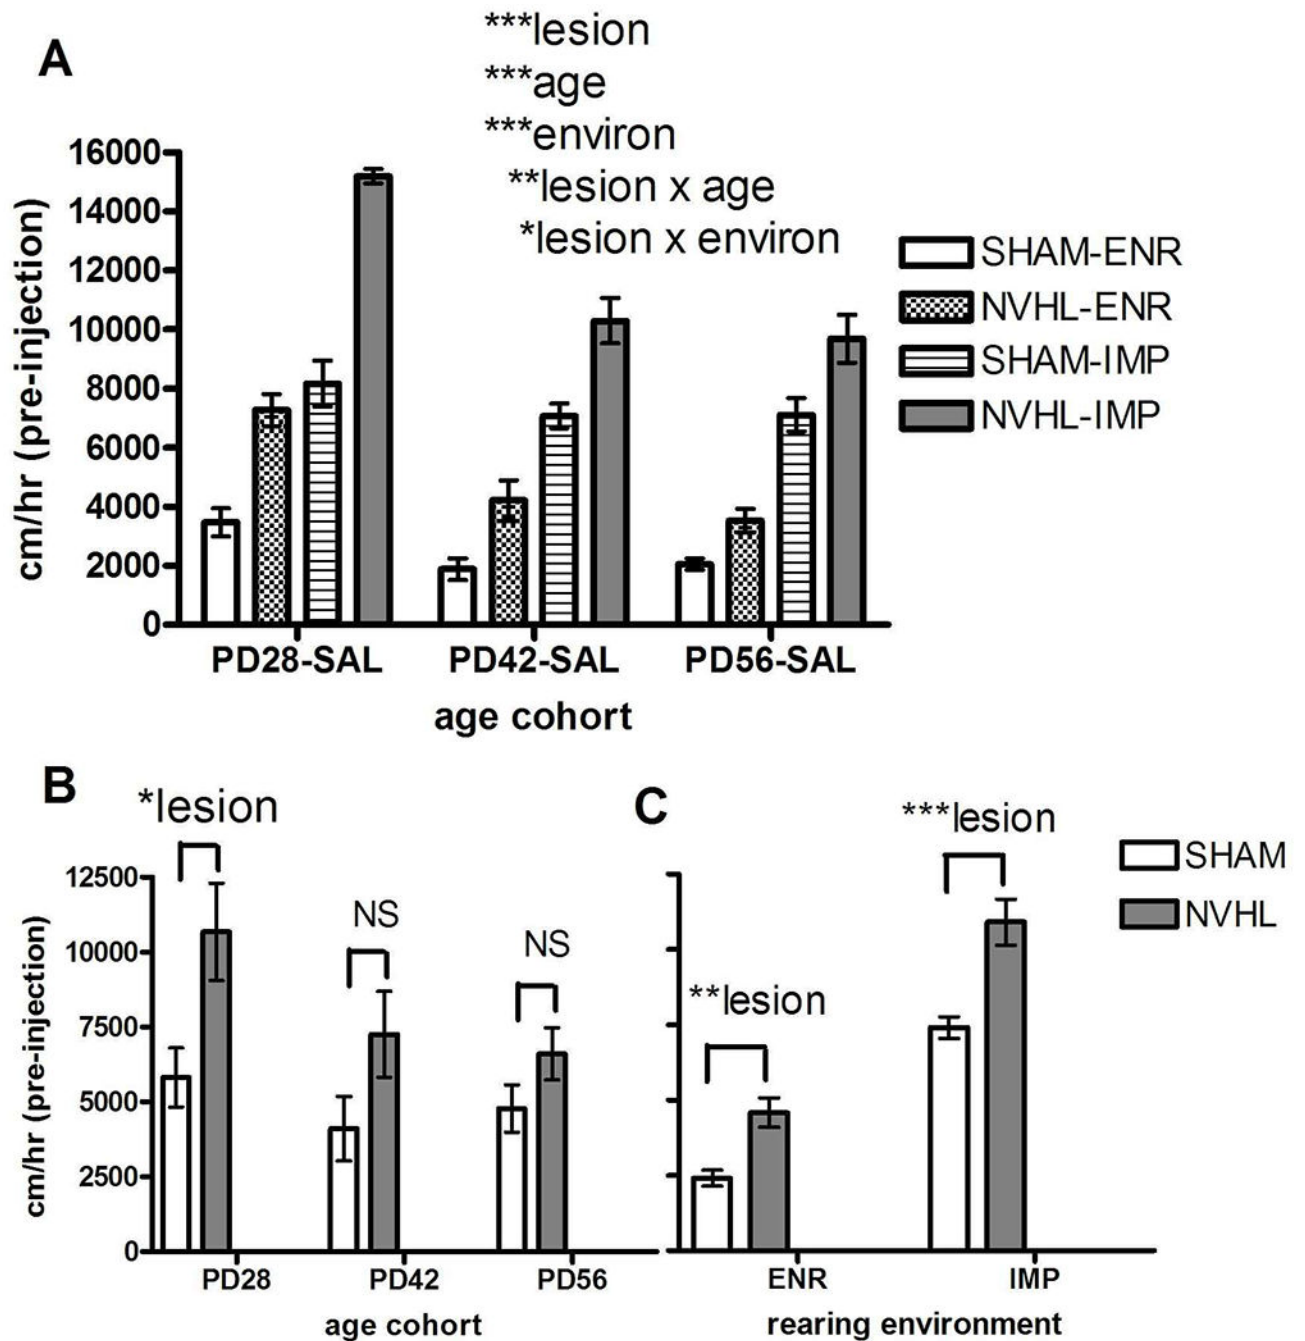 A
***lesion
***age
***environ
**lesion x age
*lesion x environ
cm/hr (pre-injection)
16000
14000
12000
10000
8000
6000
4000
2000
0
PD28-SAL PD42-SAL PD56-SAL
age cohort
SHAM-ENR
NVHL-ENR
SHAM-IMP
NVHL-IMP
B
*lesion
NS
NS
cm/hr (pre-injection)
12500
10000
7500
5000
2500
0
PD28 PD42 PD56
age cohort
C
***lesion
**lesion
ENR IMP
rearing environment
SHAM
NVHL